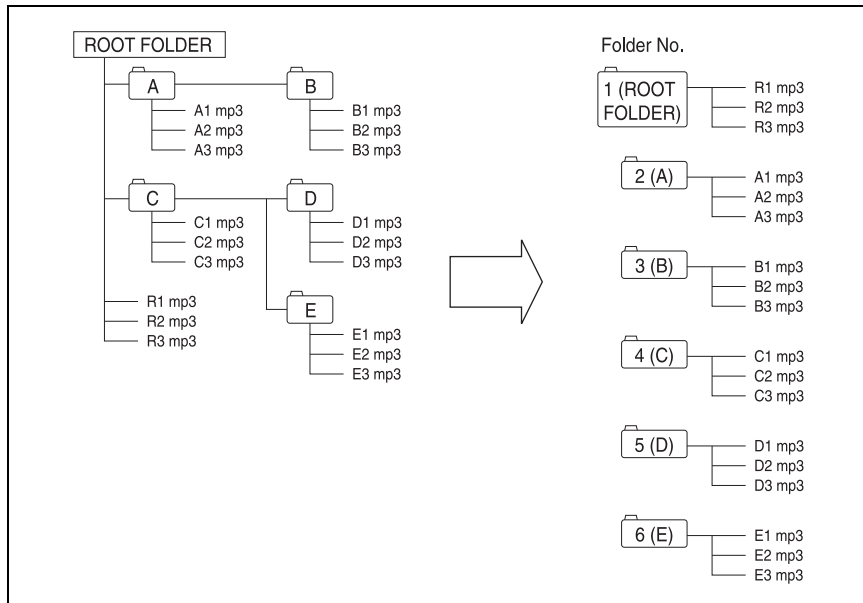 ROOT FOLDER
A
A1 mp3
A2 mp3
A3 mp3
B
B1 mp3
B2 mp3
B3 mp3
C
C1 mp3
C2 mp3
C3 mp3
D
D1 mp3
D2 mp3
D3 mp3
E
E1 mp3
E2 mp3
E3 mp3
R1 mp3
R2 mp3
R3 mp3
Folder No.
1 (ROOT
FOLDER)
R1 mp3
R2 mp3
R3 mp3
2 (A)
A1 mp3
A2 mp3
A3 mp3
3 (B)
B1 mp3
B2 mp3
B3 mp3
4 (C)
C1 mp3
C2 mp3
C3 mp3
5 (D)
D1 mp3
D2 mp3
D3 mp3
6 (E)
E1 mp3
E2 mp3
E3 mp3